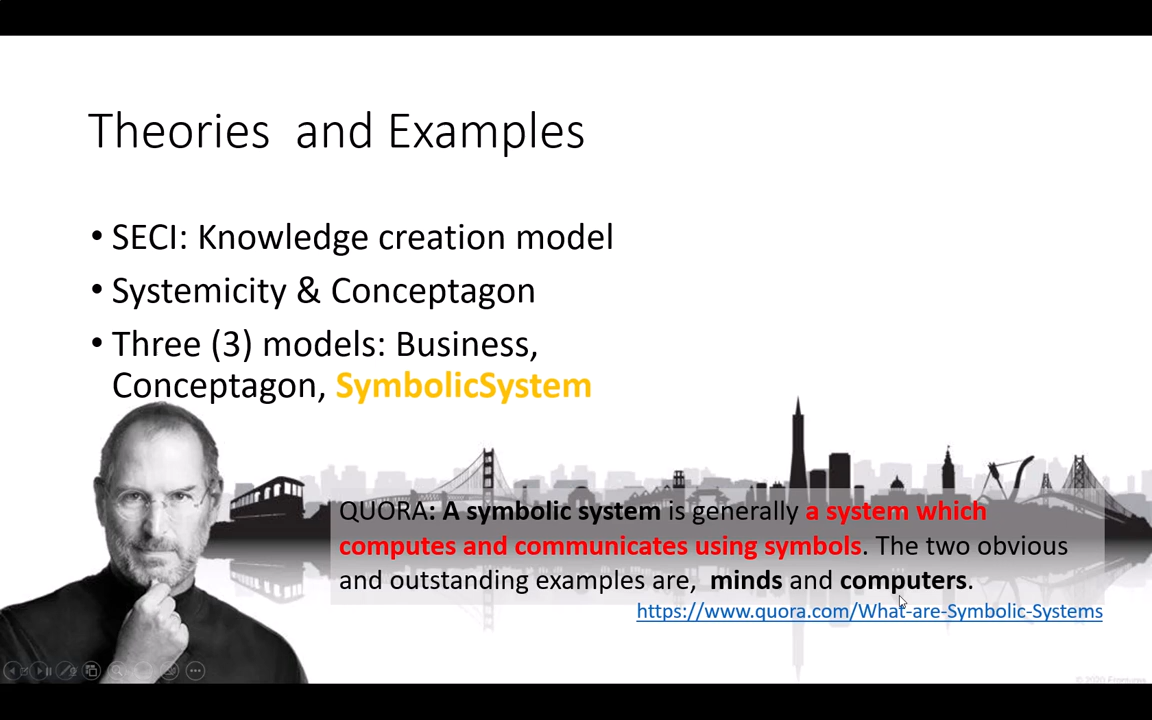 Theories and Examples
• SECI: Knowledge creation model
• Systemicity & Conceptagon
• Three (3) models: Business,
Conceptagon, SymbolicSystem
QUORA: A symbolic system is generally a system which
computes and communicates using symbols. The two obvious
and outstanding examples are, minds and computers.
https://www.quora.com/What-are-Symbolic-Systems
© 2020